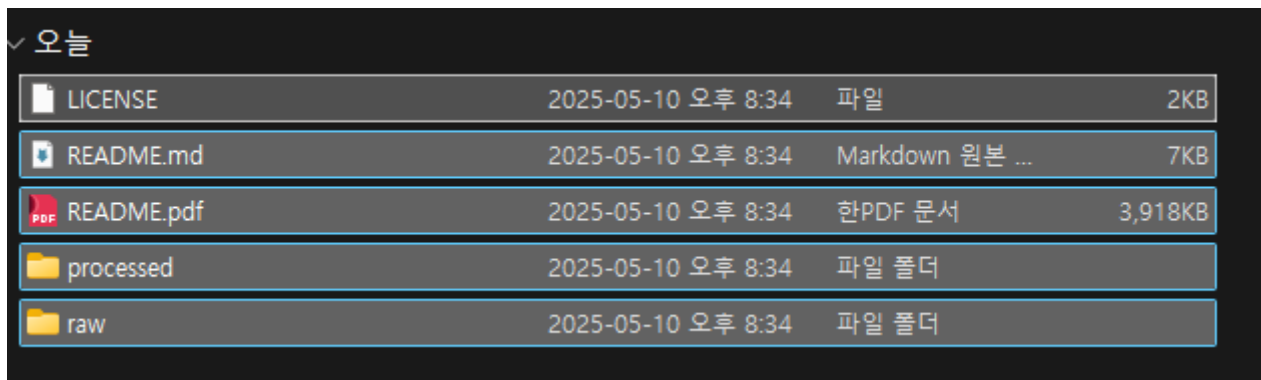 오늘
LICENSE 2025-05-10 오후 8:34 파일 2KB
README.md 2025-05-10 오후 8:34 Markdown 원본 ... 7KB
PDF README.pdf 2025-05-10 오후 8:34 한PDF 문서 3,918KB
processed 2025-05-10 오후 8:34 파일 폴더
raw 2025-05-10 오후 8:34 파일 폴더